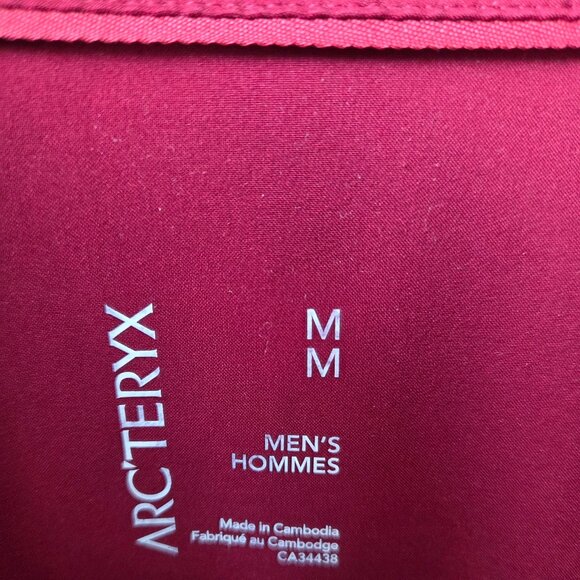 ARC'TERYX
M
M
MEN'S
HOMMES
Made in Cambodia
Fabriqué au Cambodge
CA34438